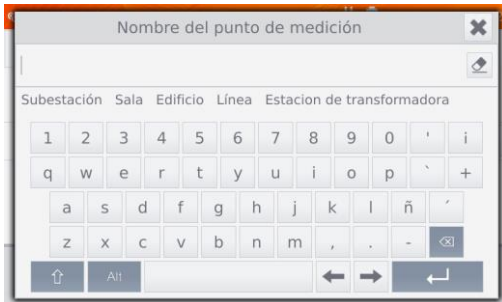 Nombre del punto de medición
Subestación Sala Edificio Línea Estacion de transformadora
1 2 3 4 5 6 7 8 9 0 ' i
q w e r t y u i o p ` +
a s d f g h j k l ñ ´
z x c v b n m , . -
Alt